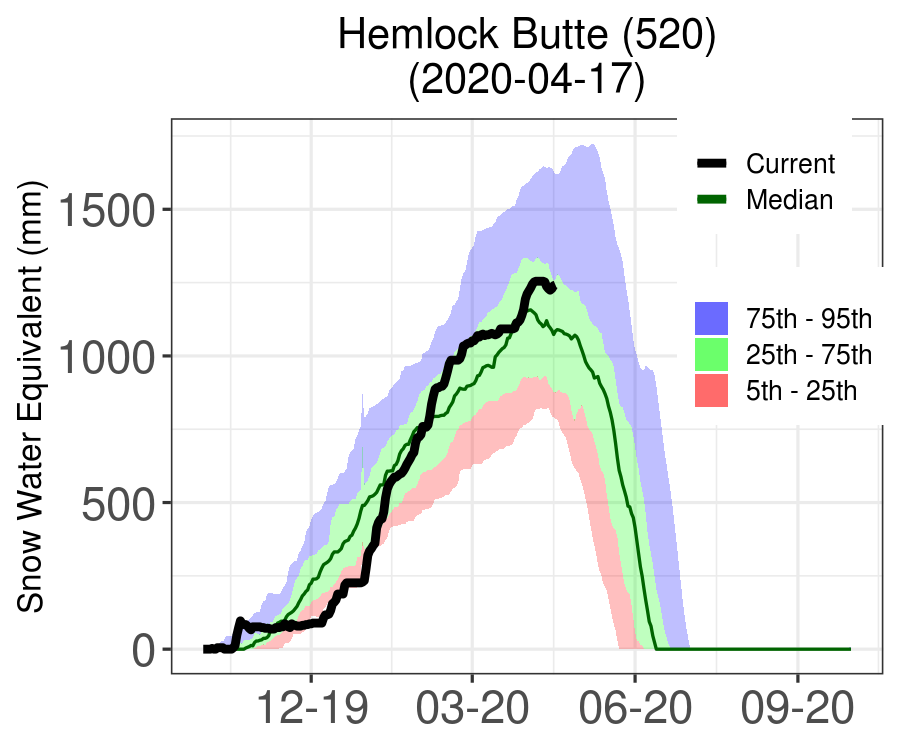 Hemlock Butte (520)
(2020-04-17)
Snow Water Equivalent (mm)
1500
1000
500
0
Current
Median
75th - 95th
25th - 75th
5th - 25th
12-19
03-20
06-20
09-20